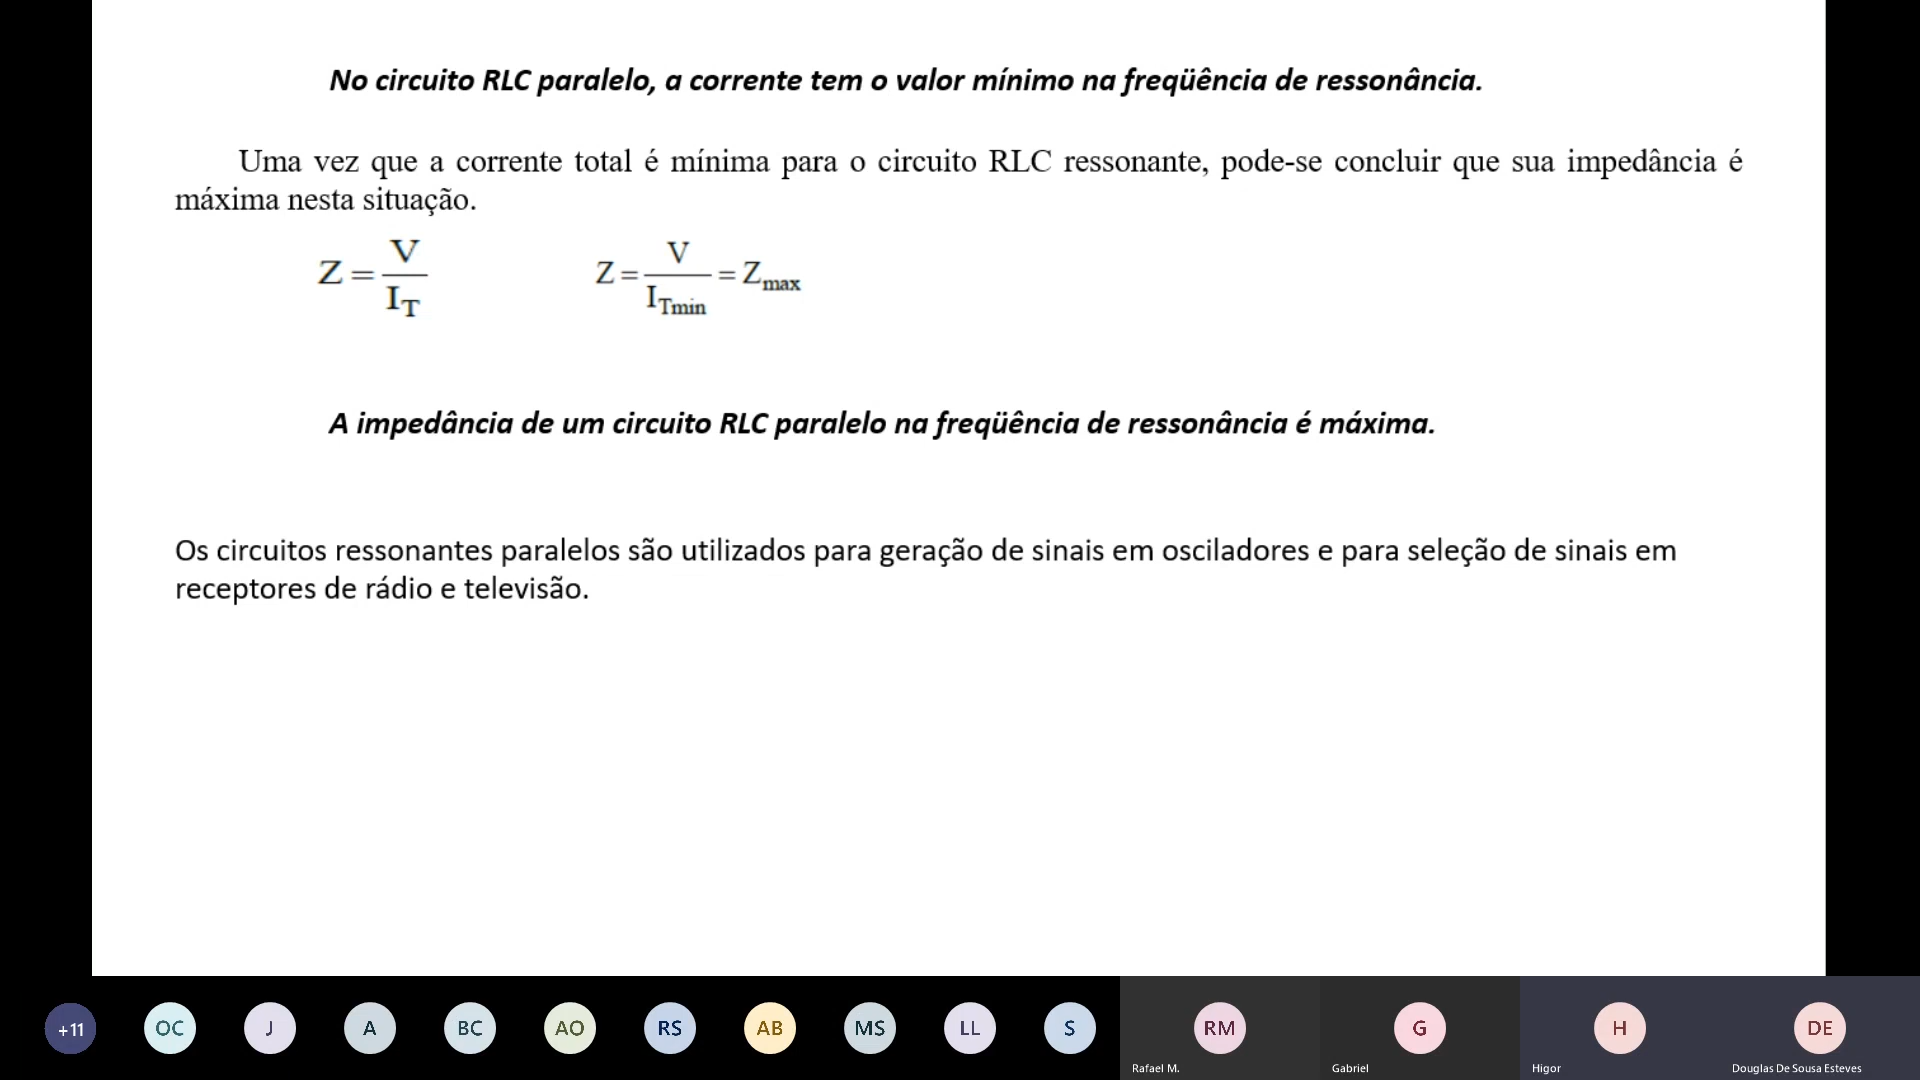 No circuito RLC paralelo, a corrente tem o valor mínimo na freqüência de ressonância.
Uma vez que a corrente total é mínima para o circuito RLC ressonante, pode-se concluir que sua impedância é
máxima nesta situação.
Z = V / I_T    Z = V / I_Tmin = Z_max
A impedância de um circuito RLC paralelo na freqüência de ressonância é máxima.
Os circuitos ressonantes paralelos são utilizados para geração de sinais em osciladores e para seleção de sinais em
receptores de rádio e televisão.
+11 OC J A BC AO RS AB MS LL S RM G H DE
Rafael M. Gabriel Higor Douglas De Sousa Esteves